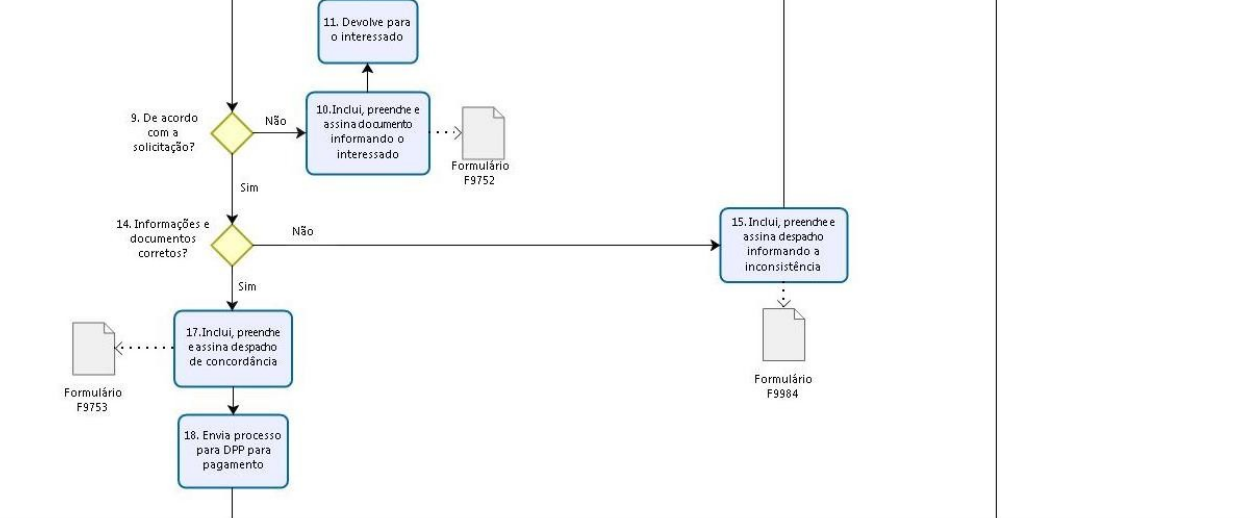 11. Devolve para
o interessado
9. De acordo
com a
solicitação?
Não
10.Inclui, preenche e
assina documento
informando o
interessado
Formulário
F9752
Sim
14. Informações e
documentos
corretos?
Não
15. Inclui, preenche e
assina despacho
informando a
inconsistência
Sim
17.Inclui, preenche
e assina despacho
de concordância
Formulário
F9753
Formulário
F9984
18. Envia processo
para DPP para
pagamento